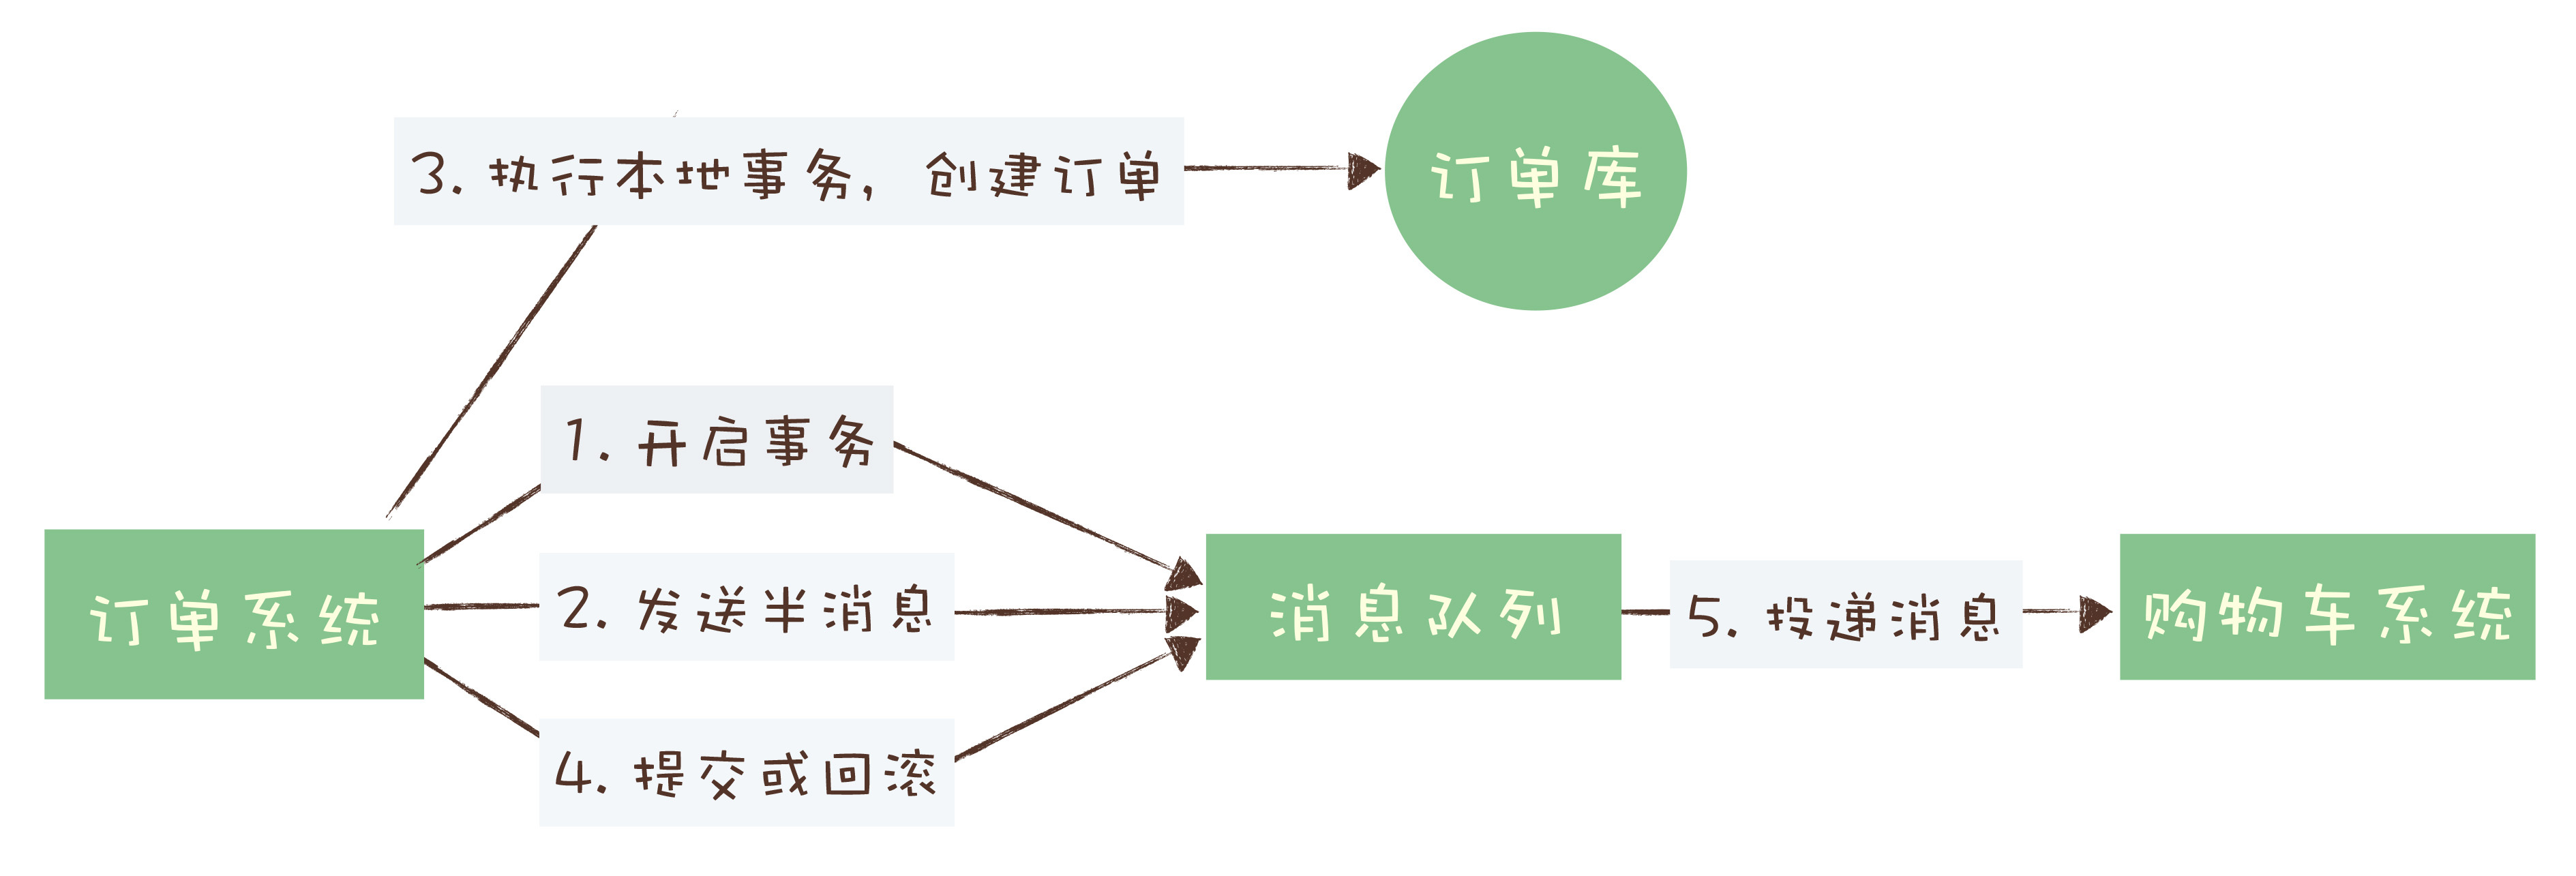 3. 执行本地事务，创建订单
订单库
1. 开启事务
订单系统
2. 发送半消息
消息队列
5. 投递消息
购物车系统
4. 提交或回滚